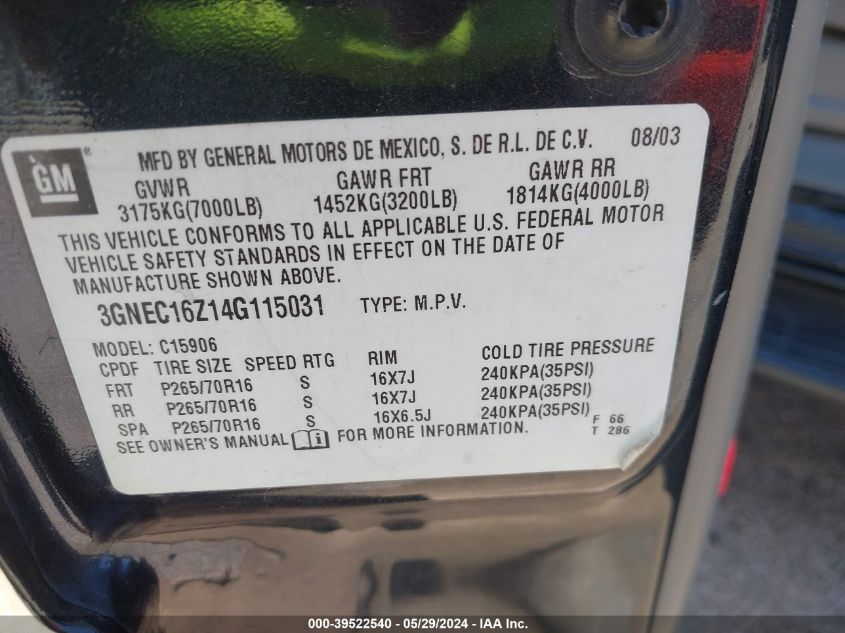 GM®
MFD BY GENERAL MOTORS DE MEXICO, S. DE R.L. DE C.V. 08/03
GVWR GAWR FRT GAWR RR
3175KG(7000LB) 1452KG(3200LB) 1814KG(4000LB)
THIS VEHICLE CONFORMS TO ALL APPLICABLE U.S. FEDERAL MOTOR
VEHICLE SAFETY STANDARDS IN EFFECT ON THE DATE OF
MANUFACTURE SHOWN ABOVE.
3GNEC16Z14G115031 TYPE: M.P.V.
MODEL: C15906
CPDF TIRE SIZE SPEED RTG RIM COLD TIRE PRESSURE
FRT P265/70R16 S 16X7J 240KPA(35PSI)
RR P265/70R16 S 16X7J 240KPA(35PSI)
SPA P265/70R16 S 16X6.5J 240KPA(35PSI)
SEE OWNER'S MANUAL FOR MORE INFORMATION.
F 66
T 286
000-39522540 - 05/29/2024 - IAA Inc.